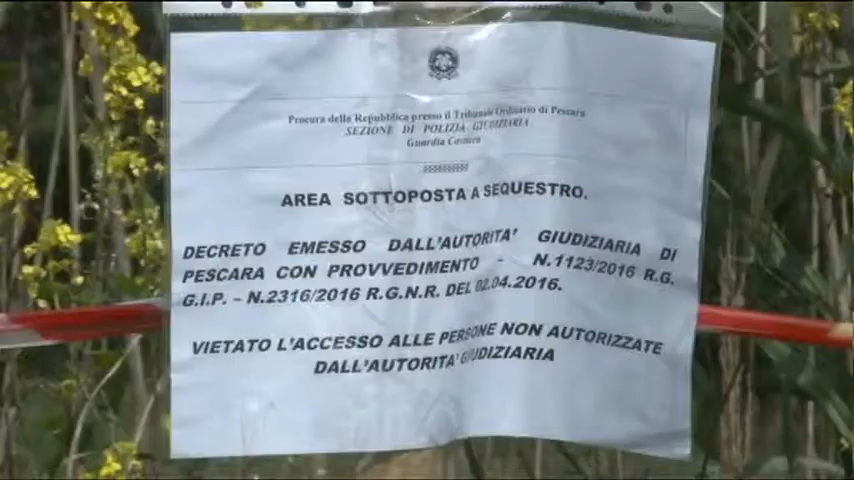 Procura della Repubblica presso il Tribunale Ordinario di Pescara
SEZIONE DI POLIZIA GIUDIZIARIA
Guardia Costiera
AREA SOTTOPOSTA A SEQUESTRO.
DECRETO EMESSO DALL'AUTORITA' GIUDIZIARIA DI
PESCARA CON PROVVEDIMENTO - N.1123/2016 R.G.
G.I.P. – N.2316/2016 R.G.N.R. DEL 02.04.2016.
VIETATO L'ACCESSO ALLE PERSONE NON AUTORIZZATE
DALL'AUTORITA' GIUDIZIARIA